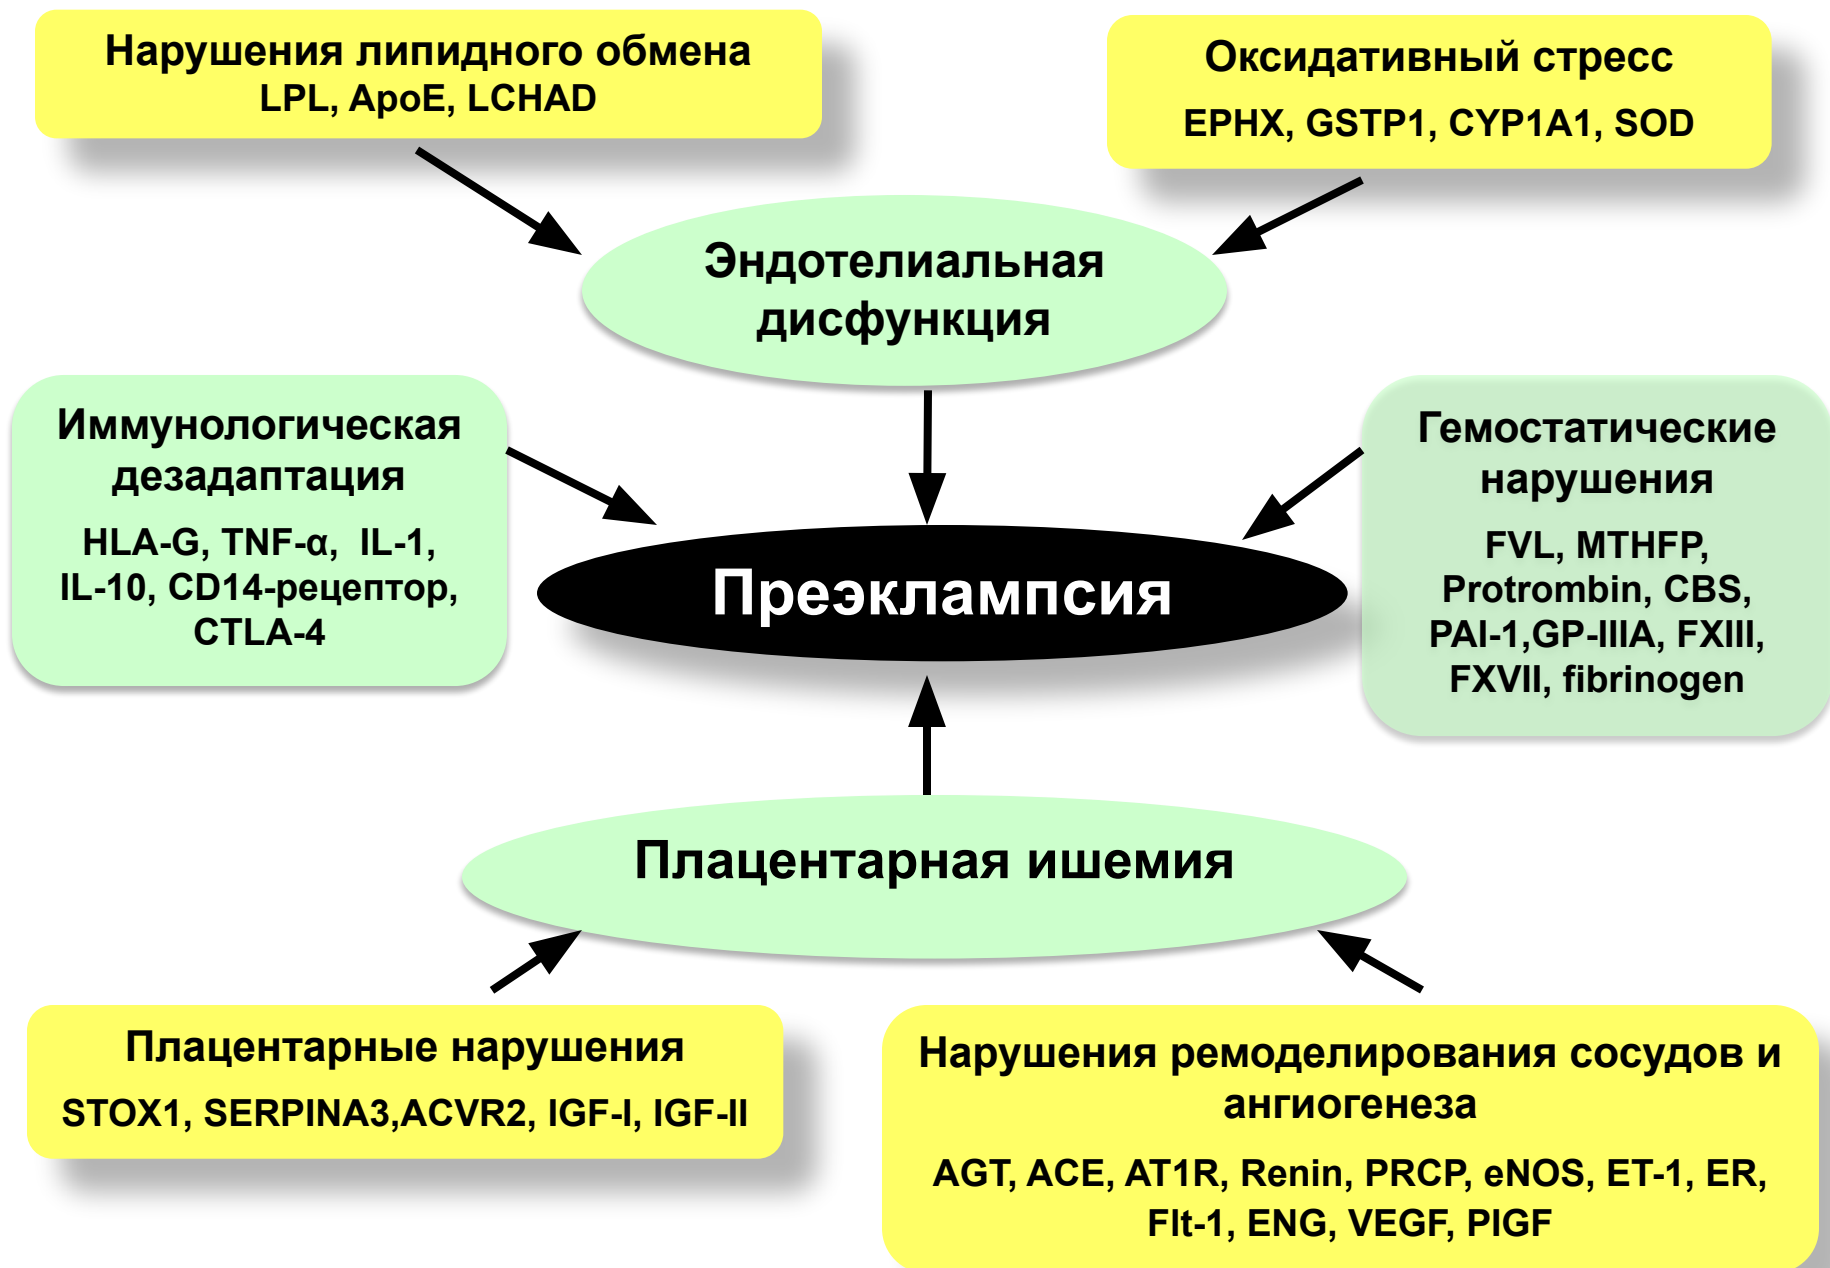 Нарушения липидного обмена
LPL, ApoE, LCHAD
Оксидативный стресс
EPHX, GSTP1, CYP1A1, SOD
Эндотелиальная
дисфункция
Иммунологическая
дезадаптация
HLA-G, TNF-α, IL-1,
IL-10, CD14-рецептор,
CTLA-4
Гемостатические
нарушения
FVL, MTHFP,
Protrombin, CBS,
PAI-1,GP-IIIA, FXIII,
FXVII, fibrinogen
Преэклампсия
Плацентарная ишемия
Плацентарные нарушения
STOX1, SERPINA3,ACVR2, IGF-I, IGF-II
Нарушения ремоделирования сосудов и
ангиогенеза
AGT, ACE, AT1R, Renin, PRCP, eNOS, ET-1, ER,
Flt-1, ENG, VEGF, PlGF